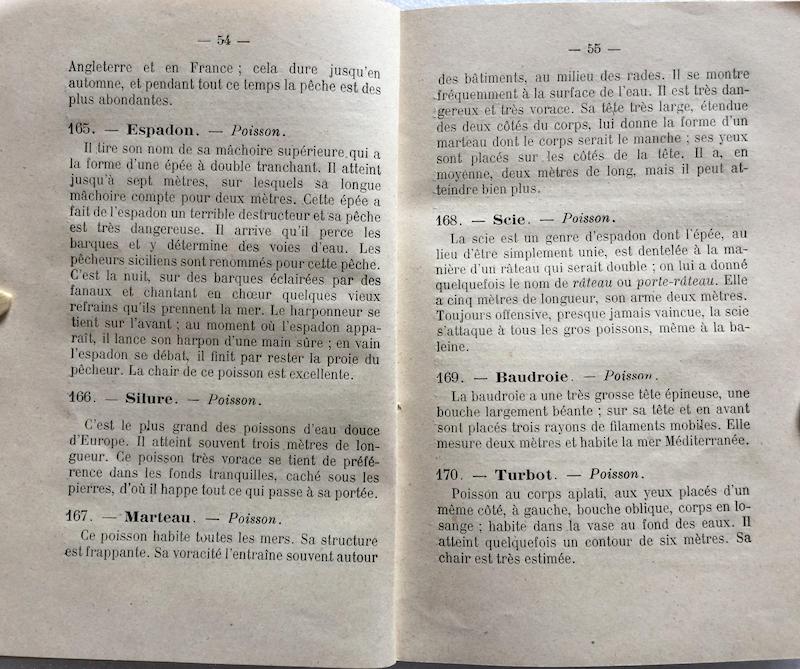 — 54 —
Angleterre et en France ; cela dure jusqu'en
automne, et pendant tout ce temps la pêche est des
plus abondantes.
165. — Espadon. — Poisson.
Il tire son nom de sa mâchoire supérieure qui a
la forme d'une épée à double tranchant. Il atteint
jusqu'à sept mètres, sur lesquels sa longue
mâchoire compte pour deux mètres. Cette épée a
fait de l'espadon un terrible destructeur et sa pêche
est très dangereuse. Il arrive qu'il perce les
barques et y détermine des voies d'eau. Les
pêcheurs siciliens sont renommés pour cette pêche.
C'est la nuit, sur des barques éclairées par des
fanaux et chantant en chœur quelques vieux
refrains qu'ils prennent la mer. Le harponneur se
tient sur l'avant ; au moment où l'espadon appa-
raît, il lance son harpon d'une main sûre ; en vain
l'espadon se débat, il finit par rester la proie du
pêcheur. La chair de ce poisson est excellente.
166. — Silure. — Poisson.
C'est le plus grand des poissons d'eau douce
d'Europe. Il atteint souvent trois mètres de lon-
gueur. Ce poisson très vorace se tient de préfé-
rence dans les fonds tranquilles, caché sous les
pierres, d'où il happe tout ce qui passe à sa portée.
167. — Marteau. — Poisson.
Ce poisson habite toutes les mers. Sa structure
est frappante. Sa voracité l'entraîne souvent autour
— 55 —
des bâtiments, au milieu des rades. Il se montre
fréquemment à la surface de l'eau. Il est très dan-
gereux et très vorace. Sa tête très large, étendue
des deux côtés du corps, lui donne la forme d'un
marteau dont le corps serait le manche ; ses yeux
sont placés sur les côtés de la tête. Il a, en
moyenne, deux mètres de long, mais il peut at-
teindre bien plus.
168. — Scie. — Poisson.
La scie est un genre d'espadon dont l'épée, au
lieu d'être simplement unie, est dentelée à la ma-
nière d'un râteau qui serait double ; on lui a donné
quelquefois le nom de râteau ou porte-râteau. Elle
a cinq mètres de longueur, son arme deux mètres.
Toujours offensive, presque jamais vaincue, la scie
s'attaque à tous les gros poissons, même à la ba-
leine.
169. — Baudroie. — Poisson.
La baudroie a une très grosse tête épineuse, une
bouche largement béante ; sur sa tête et en avant
sont placés trois rayons de filaments mobiles. Elle
mesure deux mètres et habite la mer Méditerranée.
170. — Turbot. — Poisson.
Poisson au corps aplati, aux yeux placés d'un
même côté, à gauche, bouche oblique, corps en lo-
sange ; habite dans la vase au fond des eaux. Il
atteint quelquefois un contour de six mètres. Sa
chair est très estimée.